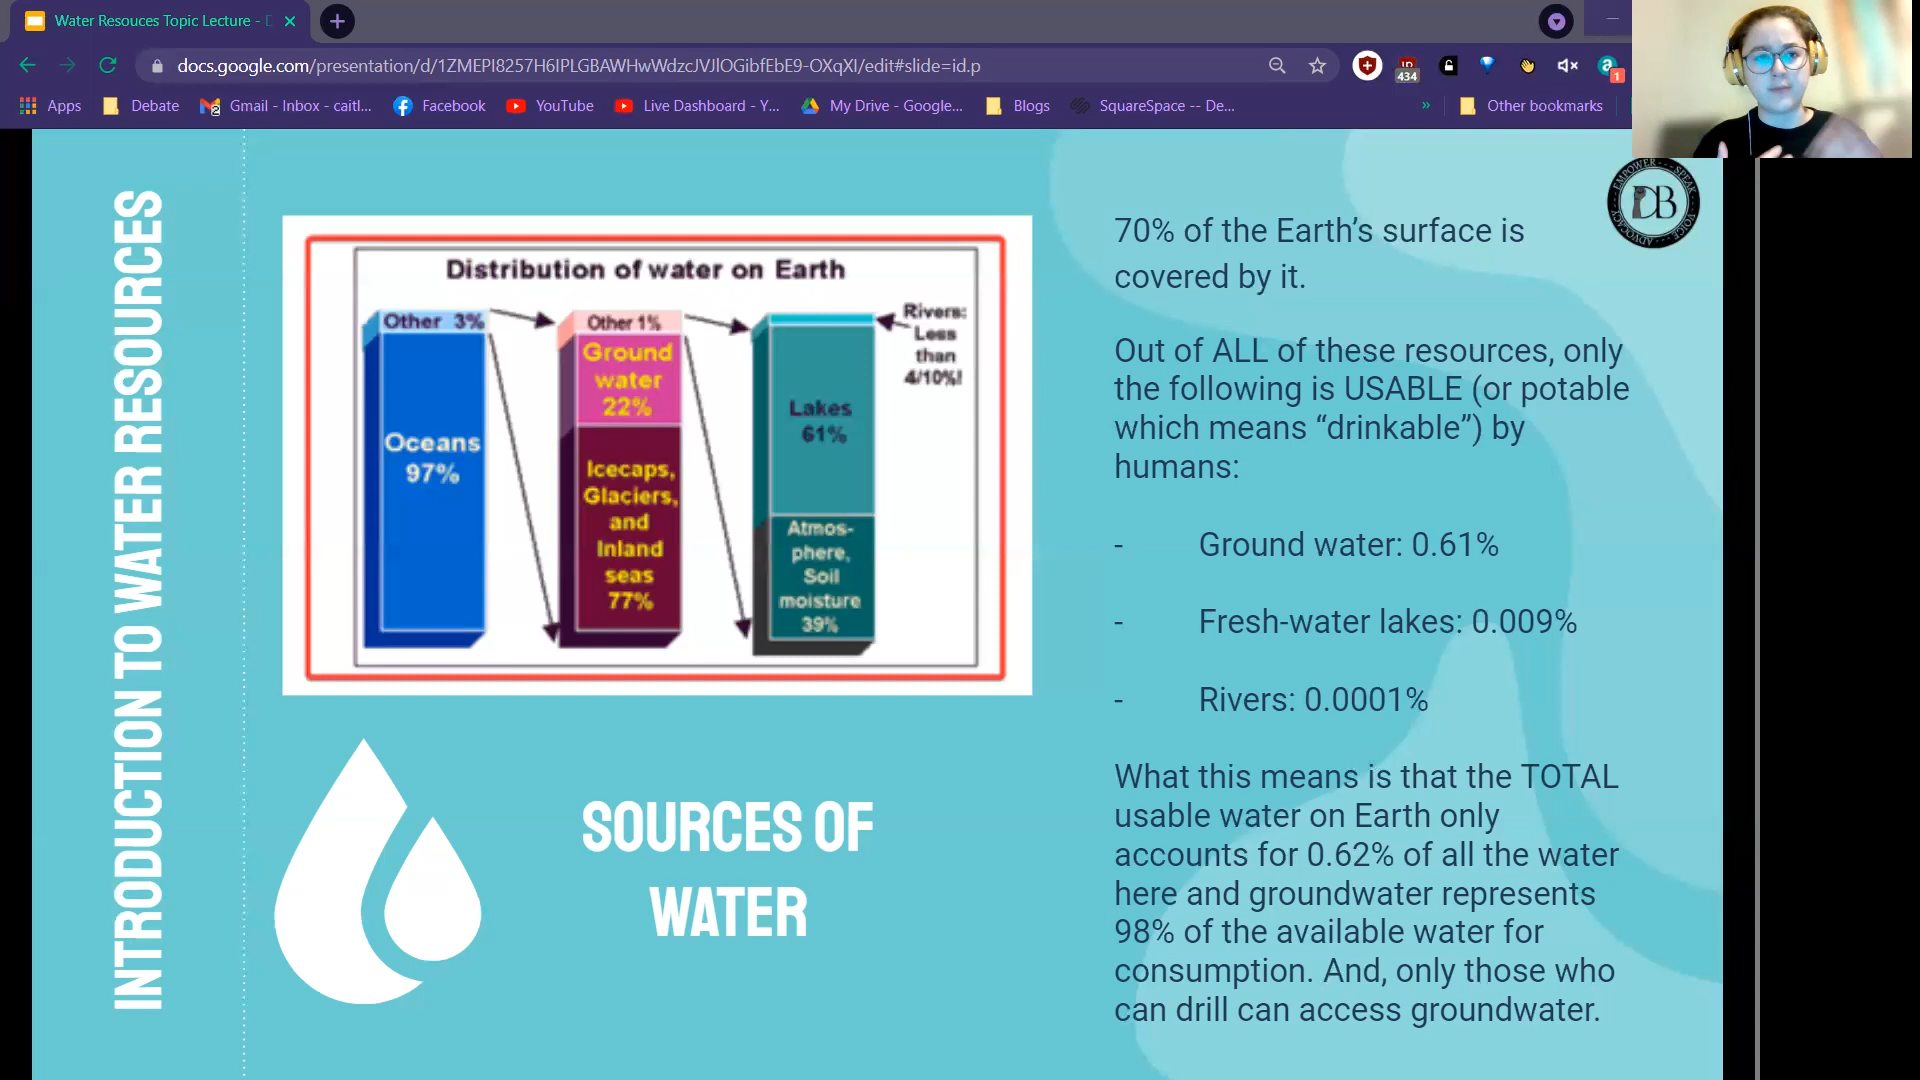 Water Resouces Topic Lecture - D
docs.google.com/presentation/d/1ZMEPI8257H6IPLGBAWHwWdzcJVJlOGibfEbE9-OXqXI/edit#slide=id.p
434
1
Apps
Debate
2
Gmail - Inbox - caitl...
Facebook
YouTube
Live Dashboard - Y...
My Drive - Google...
Blogs
SquareSpace -- De...
»
Other bookmarks
INTRODUCTION TO WATER RESOURCES
Distribution of water on Earth
Other 3%
Oceans
97%
Other 1%
Ground
water
22%
Icecaps,
Glaciers,
and
Inland
seas
77%
Lakes
61%
Atmos-
phere,
Soil
moisture
39%
Rivers:
Less
than
4/10%!
SOURCES OF
WATER
EMPOWER --- SPEAK --- VOICE --- ADVOCACY ---
DB
70% of the Earth’s surface is
covered by it.
Out of ALL of these resources, only
the following is USABLE (or potable
which means “drinkable”) by
humans:
- Ground water: 0.61%
- Fresh-water lakes: 0.009%
- Rivers: 0.0001%
What this means is that the TOTAL
usable water on Earth only
accounts for 0.62% of all the water
here and groundwater represents
98% of the available water for
consumption. And, only those who
can drill can access groundwater.